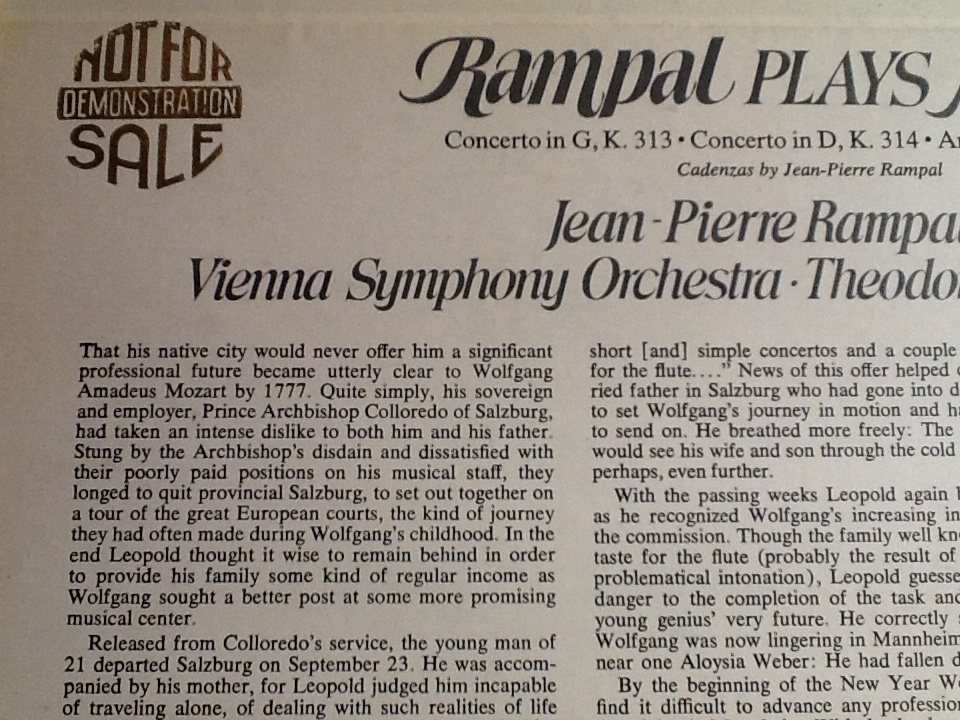 NOT FOR
DEMONSTRATION
SALE
Rampal PLAYS
Concerto in G, K. 313 • Concerto in D, K. 314 •
Cadenzas by Jean-Pierre Rampal
Jean-Pierre Rampal
Vienna Symphony Orchestra · Theodo
That his native city would never offer him a significant
professional future became utterly clear to Wolfgang
Amadeus Mozart by 1777. Quite simply, his sovereign
and employer, Prince Archbishop Colloredo of Salzburg,
had taken an intense dislike to both him and his father.
Stung by the Archbishop's disdain and dissatisfied with
their poorly paid positions on his musical staff, they
longed to quit provincial Salzburg, to set out together on
a tour of the great European courts, the kind of journey
they had often made during Wolfgang's childhood. In the
end Leopold thought it wise to remain behind in order
to provide his family some kind of regular income as
Wolfgang sought a better post at some more promising
musical center.
Released from Colloredo's service, the young man of
21 departed Salzburg on September 23. He was accom-
panied by his mother, for Leopold judged him incapable
of traveling alone, of dealing with such realities of life
short [and] simple concertos and a couple
for the flute. . . ." News of this offer helped
ried father in Salzburg who had gone into d
to set Wolfgang's journey in motion and ha
to send on. He breathed more freely: The
would see his wife and son through the cold
perhaps, even further.
With the passing weeks Leopold again
as he recognized Wolfgang's increasing in
the commission. Though the family well kn
taste for the flute (probably the result of
problematical intonation), Leopold guesse
danger to the completion of the task and
young genius' very future. He correctly
Wolfgang was now lingering in Mannheim
near one Aloysia Weber: He had fallen d
By the beginning of the New Year Wo
find it difficult to advance any profession